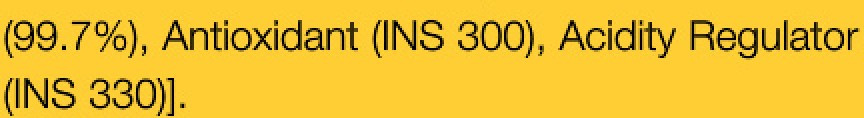 (99.7%), Antioxidant (INS 300), Acidity Regulator
(INS 330)].